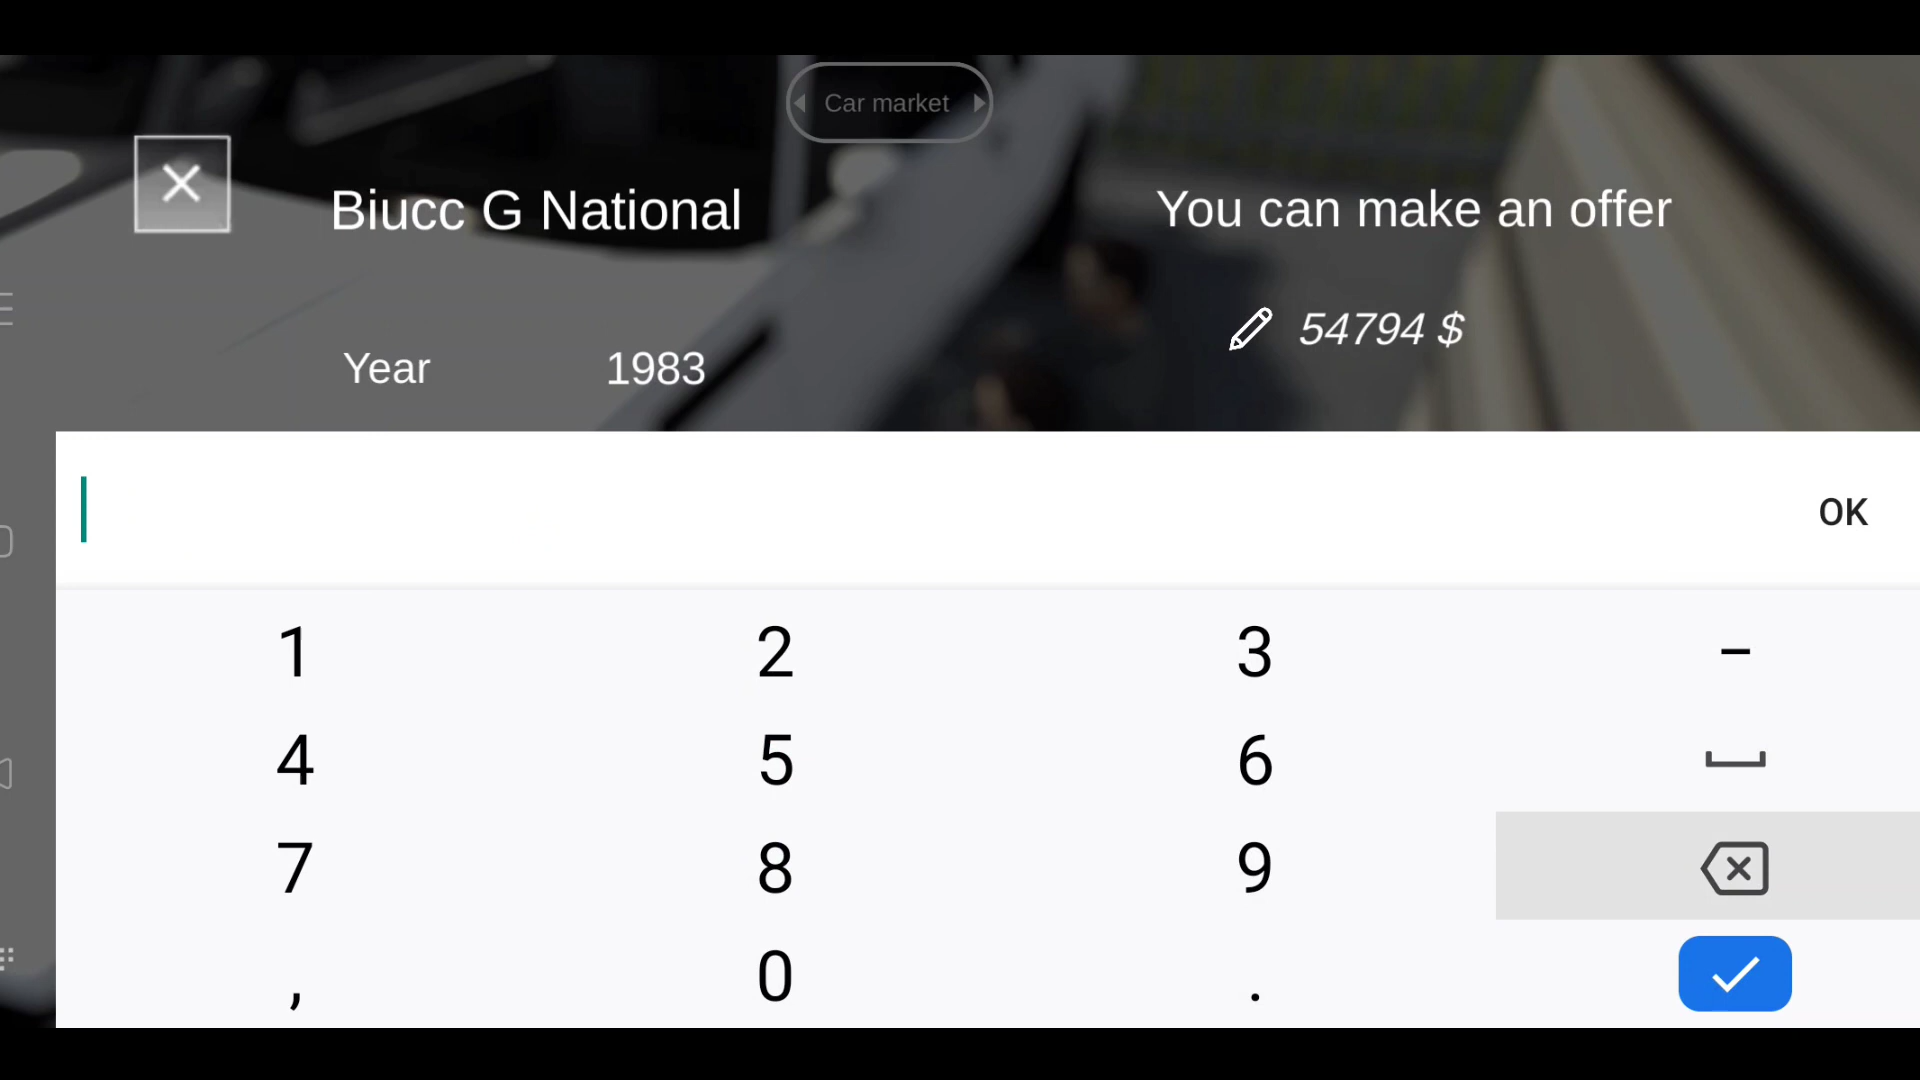 Car market
Biucc G National
You can make an offer
54794 $
Year 1983
OK
1 2 3 –
4 5 6
7 8 9
, 0 .